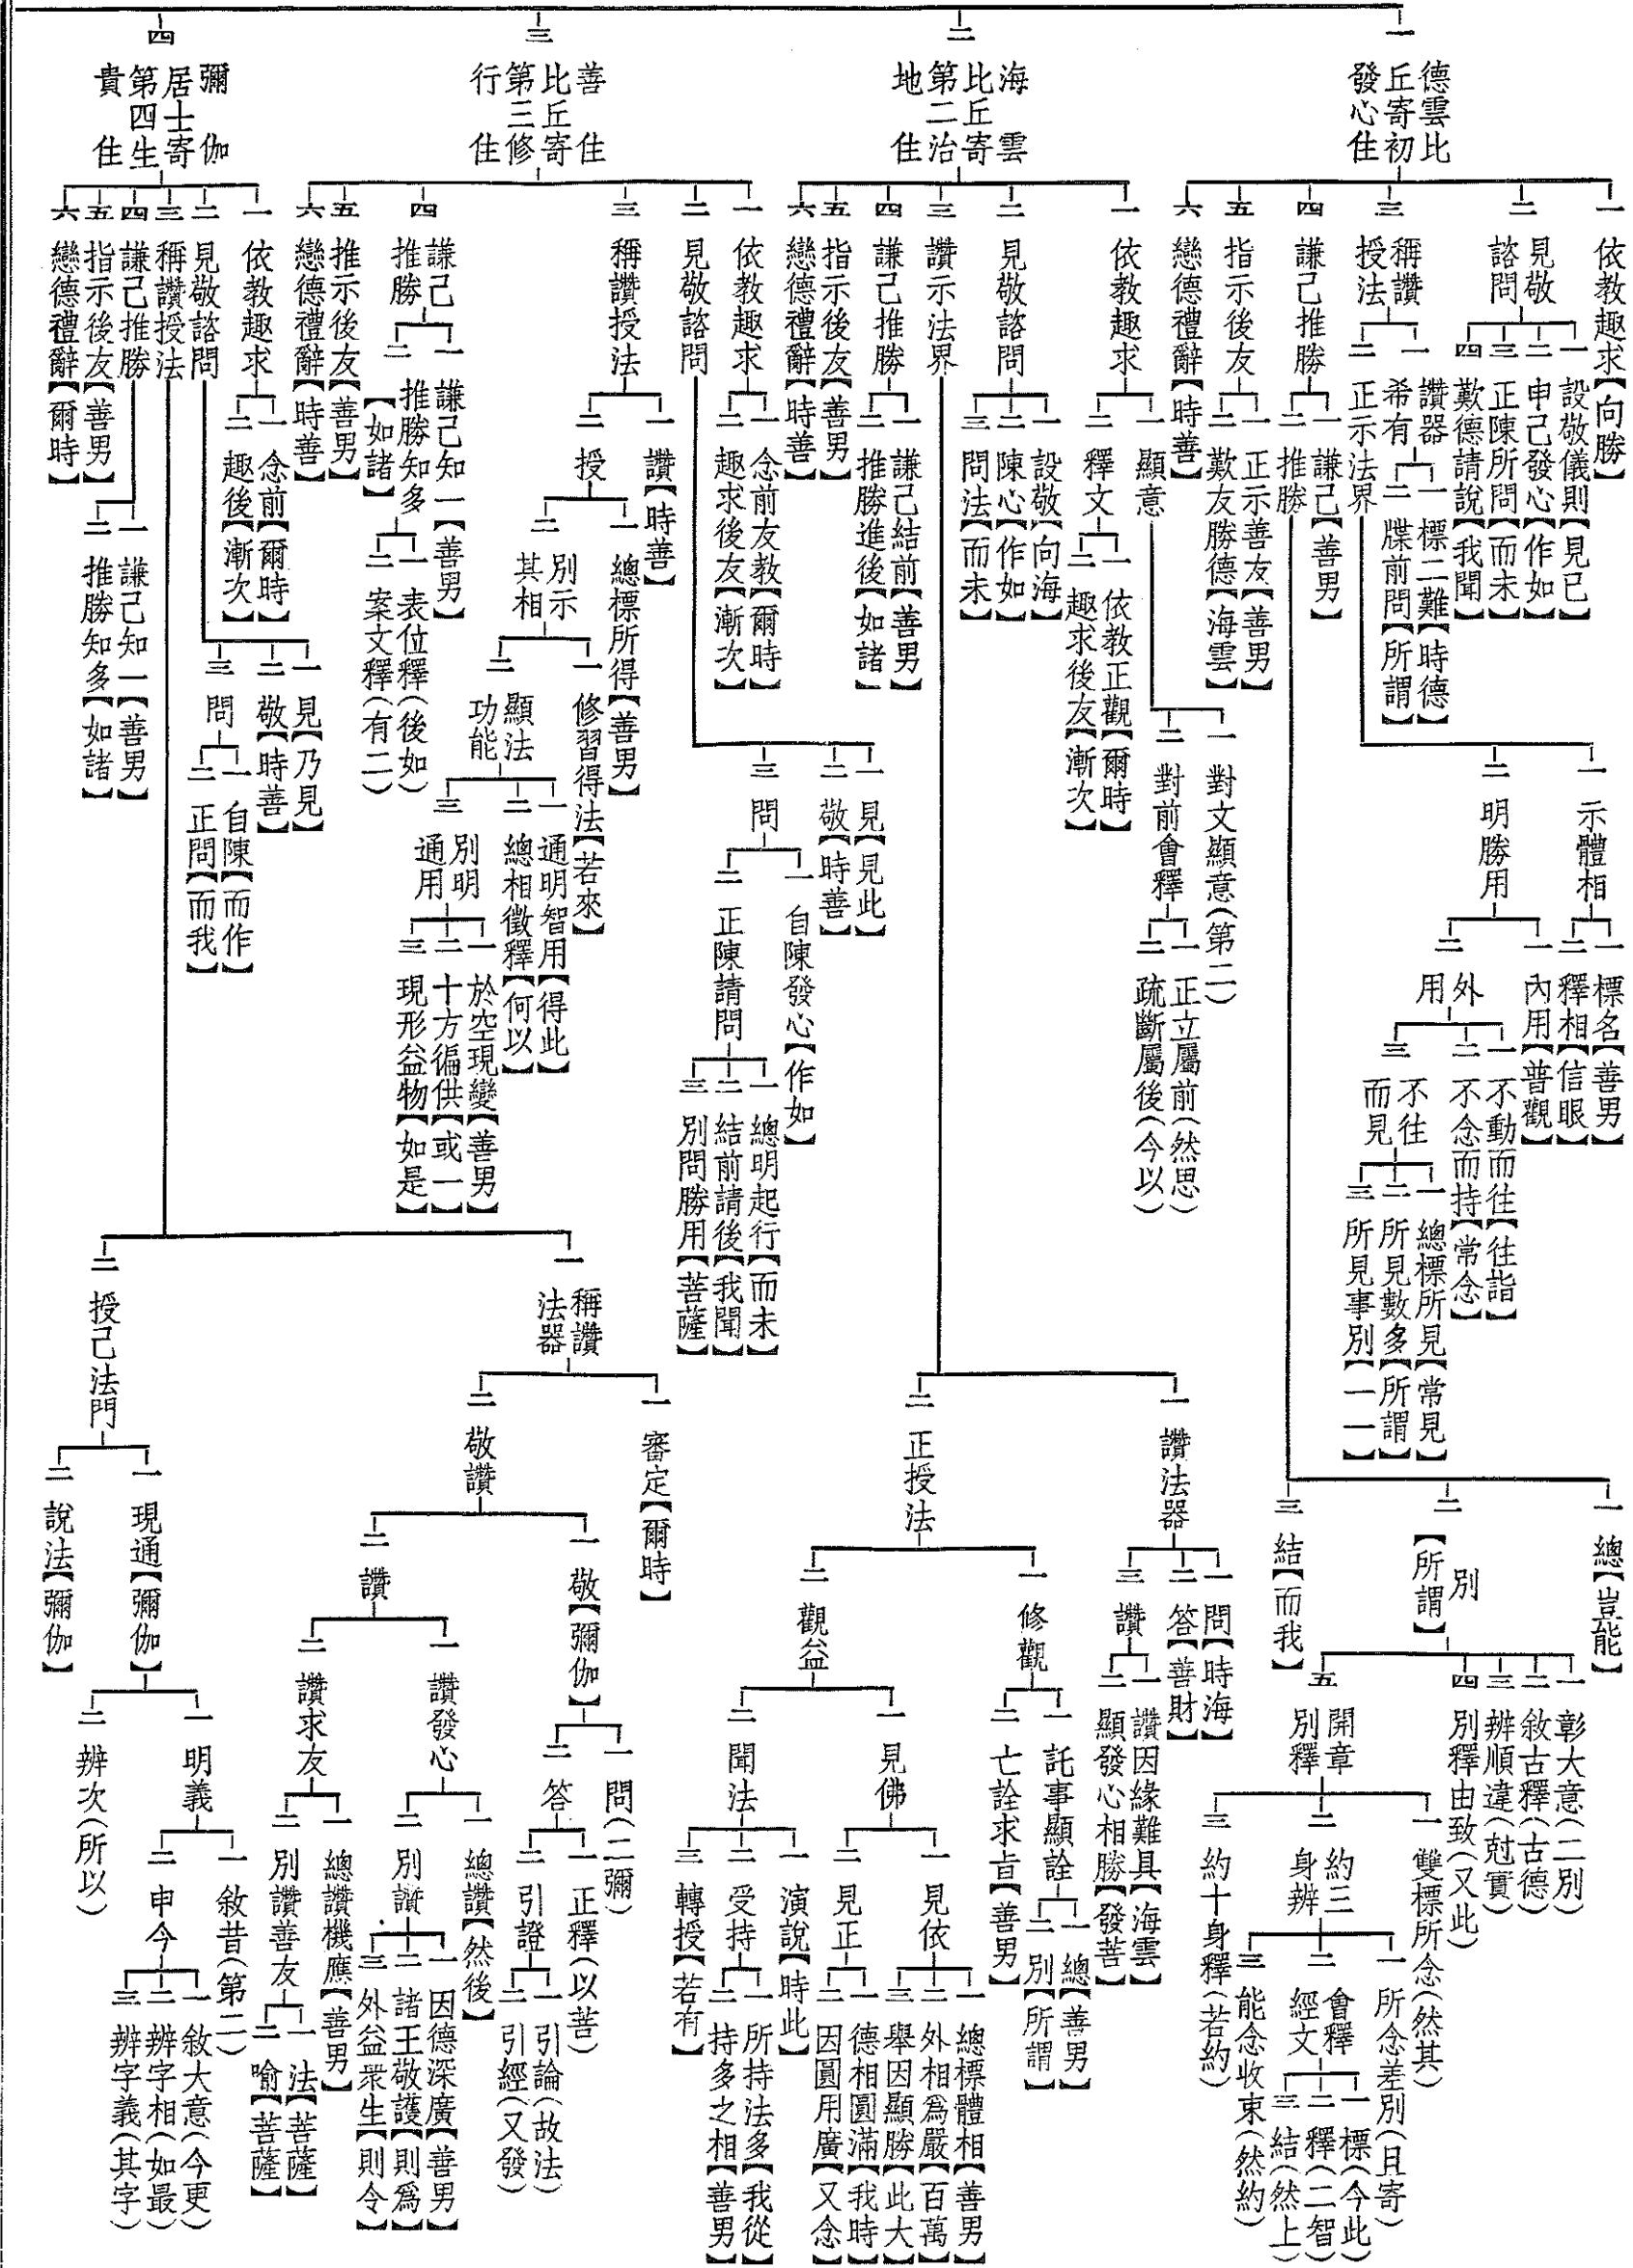 一 德雲比丘寄初發心住
一 依教趣求【向勝】
二 見敬諮問
一 設敬儀則【見已】
二 申己發心【作如】
三 正陳所問【而未】
四 歎德請說【我聞】
三 稱讚授法
一 讚器希有
一 標二難【時德】
二 牒前問【所謂】
二 正示法界
一 示體相
一 標名【善男】
二 釋相【信眼】
二 明勝用
一 內用【普觀】
二 外用
一 不動而往【往詣】
二 不念而持【常念】
三 不往而見
一 總標所見【常見】
二 所見數多【所謂】
三 所見事別【一一】
四 謙己推勝
一 謙己【善男】
二 推勝
一 總【豈能】
二 別【所謂】
一 彰大意(二別)
二 敘古釋(古德)
三 辨順違(尅實)
四 別釋由致(又此)
五 開章別釋
一 雙標所念(然其)
二 約三身辨
一 所念差別(且寄)
二 會釋經文
一 標(今此)
二 釋(二智)
三 結(然上)
三 能念收束(然約)
三 約十身釋(若約)
三 結【而我】
五 指示後友
一 正示善友【善男】
二 歎友勝德【海雲】
六 戀德禮辭【時善】
二 海雲比丘寄第二治地住
一 依教趣求
一 顯意
一 對文顯意(第二)
二 對前會釋
一 正立屬前(然思)
二 疏斷屬後(今以)
二 釋文
一 依教正觀【爾時】
二 趣求後友【漸次】
二 見敬諮問
一 設敬【向海】
二 陳心【作如】
三 問法【而未】
三 讚示法界
一 讚法器
一 問【時海】
二 答【善財】
三 讚
一 讚因緣難具【海雲】
二 顯發心相勝【發菩】
二 正授法
一 修觀
一 託事顯詮
一 總【善男】
二 別【所謂】
二 亡詮求旨【善男】
二 觀益
一 見佛
一 見依
一 總標體相【善男】
二 外相為嚴【百萬】
三 舉因顯勝【此大】
二 見正
一 德相圓滿【我時】
二 因圓用廣【又念】
二 聞法
一 演說【時此】
二 受持
一 所持法多【我從】
二 持多之相【善男】
三 轉授【若有】
四 謙己推勝
一 謙己結前【善男】
二 推勝進後【如諸】
五 指示後友【善男】
六 戀德禮辭【時善】
三 善住比丘寄第三修行住
一 依教趣求
一 念前友教【爾時】
二 趣求後友【漸次】
二 見敬諮問
一 見【見此】
二 敬【時善】
三 問
一 自陳發心【作如】
二 正陳請問
一 總明起行【而未】
二 結前請後【我聞】
三 別問勝用【菩薩】
三 稱讚授法
一 讚【時善】
二 授
一 總標所得【善男】
二 別示其相
一 修習得法【若來】
二 顯法功能
一 通明智用【得此】
二 總相徵釋【何以】
三 別明通用
一 於空現變【善男】
二 十方徧供【或一】
三 現形益物【如是】
四 謙己推勝
一 謙己知一【善男】
二 推勝知多【如諸】
一 表位釋(後如)
二 案文釋(有二)
五 推示後友【善男】
六 戀德禮辭【時善】
四 彌伽居士寄第四生貴住
一 依教趣求
一 念前【爾時】
二 趣後【漸次】
二 見敬諮問
一 見【乃見】
二 敬【時善】
三 問
一 自陳【而作】
二 正問【而我】
三 稱讚授法
一 稱讚法器
一 審定【爾時】
二 敬讚
一 敬【彌伽】
一 問(二彌)
二 答
一 正釋(以菩)
二 引證
一 引論(故法)
二 引經(又發)
二 讚
一 讚發心
一 總讚【然後】
二 別讚
一 因德深廣【善男】
二 諸王敬護【則為】
三 外益眾生【則令】
二 讚求友
一 總讚機應【善男】
二 別讚善友
一 法【菩薩】
二 喻【菩薩】
二 授己法門
一 現通【彌伽】
一 明義
一 敘昔(第二)
二 申今
一 敘大意(今更)
二 辨字相(如最)
三 辨字義(其字)
二 辨次(所以)
二 說法【彌伽】
四 謙己推勝
一 謙己知一【善男】
二 推勝知多【如諸】
五 指示後友【善男】
六 戀德禮辭【爾時】